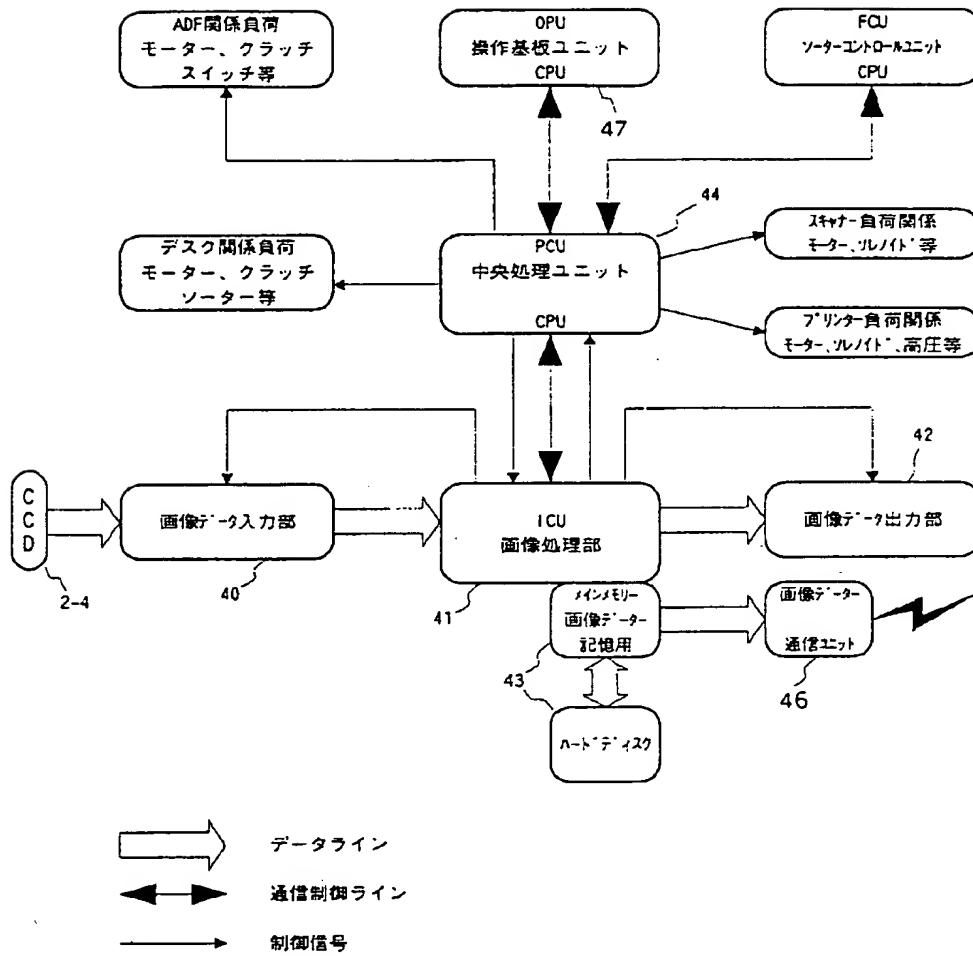 ADF関係負荷
モーター、クラッチ
スイッチ等
OPU
操作基板ユニット
CPU
47
FCU
ソーターコントロールユニット
CPU
44
デスク関係負荷
モーター、クラッチ
ソーター等
PCU
中央処理ユニット
CPU
スキャナー負荷関係
モーター、ソレノイド等
プリンター負荷関係
モーター、ソレノイド、高圧等
42
CCD
2-4
画像データ入力部
40
ICU
画像処理部
41
画像データ出力部
メインメモリー
画像データー
記憶用
43
画像データー
通信ユニット
46
ハードディスク
データライン
通信制御ライン
制御信号